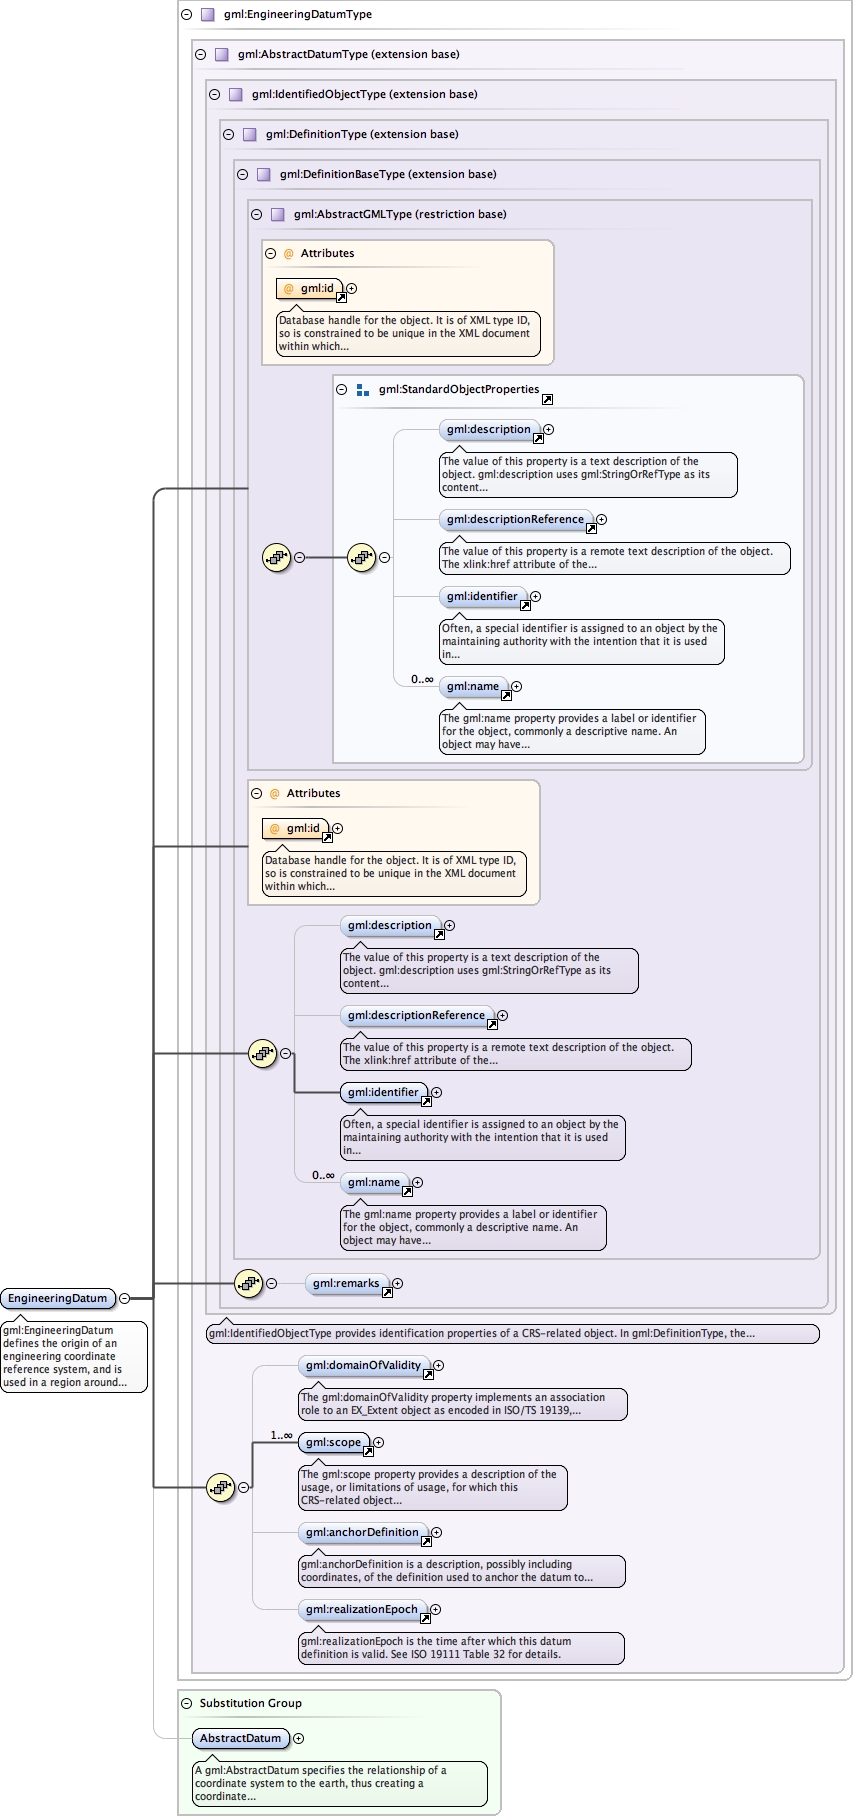 gml:EngineeringDatumType
gml:AbstractDatumType (extension base)
gml:IdentifiedObjectType (extension base)
gml:DefinitionType (extension base)
gml:DefinitionBaseType (extension base)
gml:AbstractGMLType (restriction base)
@ Attributes
@ gml:id
Database handle for the object. It is of XML type ID,
so is constrained to be unique in the XML document
within which...
gml:StandardObjectProperties
gml:description
The value of this property is a text description of the
object. gml:description uses gml:StringOrRefType as its
content...
gml:descriptionReference
The value of this property is a remote text description of the object.
The xlink:href attribute of the...
gml:identifier
Often, a special identifier is assigned to an object by the
maintaining authority with the intention that it is used
in...
0..∞
gml:name
The gml:name property provides a label or identifier
for the object, commonly a descriptive name. An
object may have...
@ Attributes
@ gml:id
Database handle for the object. It is of XML type ID,
so is constrained to be unique in the XML document
within which...
gml:description
The value of this property is a text description of the
object. gml:description uses gml:StringOrRefType as its
content...
gml:descriptionReference
The value of this property is a remote text description of the object.
The xlink:href attribute of the...
gml:identifier
Often, a special identifier is assigned to an object by the
maintaining authority with the intention that it is used
in...
0..∞
gml:name
The gml:name property provides a label or identifier
for the object, commonly a descriptive name. An
object may have...
gml:remarks
EngineeringDatum
gml:EngineeringDatum
defines the origin of an
engineering coordinate
reference system, and is
used in a region around...
gml:IdentifiedObjectType provides identification properties of a CRS-related object. In gml:DefinitionType, the...
gml:domainOfValidity
The gml:domainOfValidity property implements an association
role to an EX_Extent object as encoded in ISO/TS 19139,...
1..∞
gml:scope
The gml:scope property provides a description of the
usage, or limitations of usage, for which this
CRS-related object...
gml:anchorDefinition
gml:anchorDefinition is a description, possibly including
coordinates, of the definition used to anchor the datum to...
gml:realizationEpoch
gml:realizationEpoch is the time after which this datum
definition is valid. See ISO 19111 Table 32 for details.
Substitution Group
AbstractDatum
A gml:AbstractDatum specifies the relationship of a
coordinate system to the earth, thus creating a
coordinate...